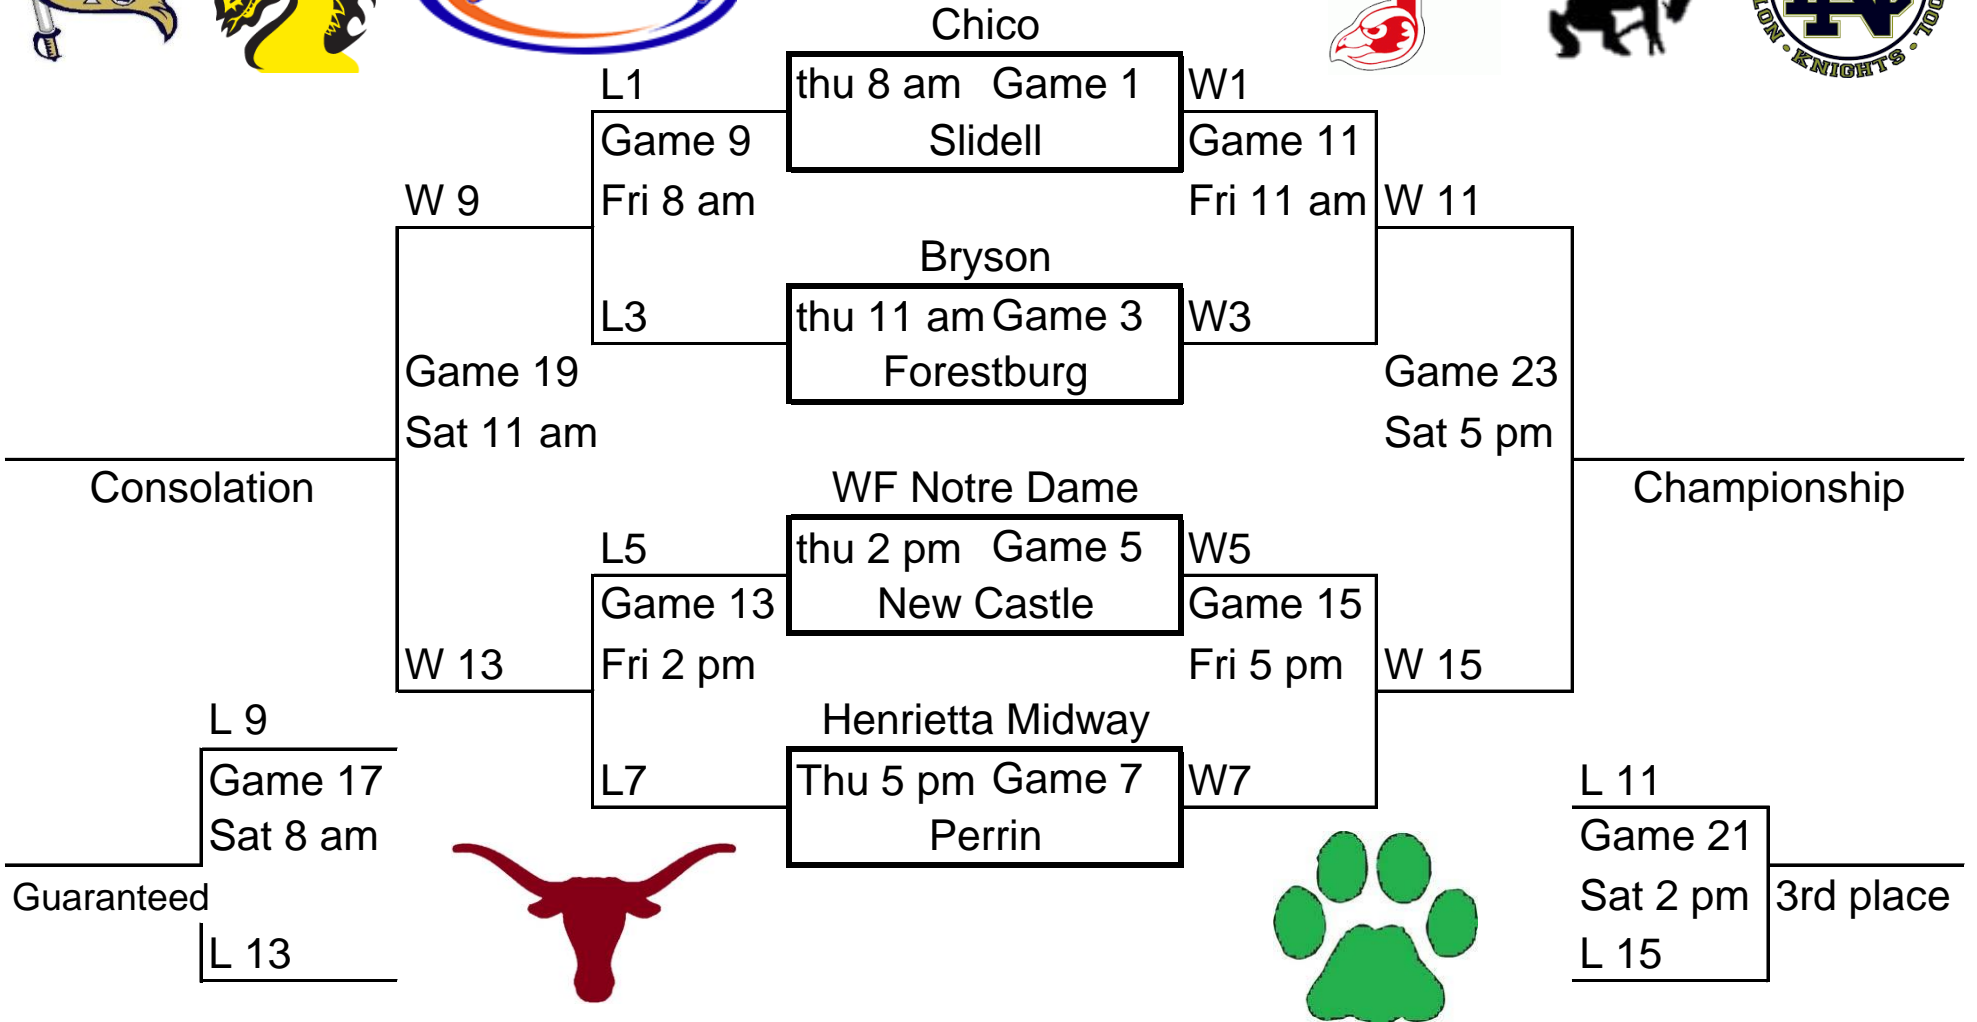 KNIGHTS
Chico
L1
thu 8 am Game 1
W1
Game 9
Slidell
Game 11
W 9
Fri 8 am
Fri 11 am
W 11
Bryson
L3
thu 11 am Game 3
W3
Game 19
Forestburg
Game 23
Sat 11 am
Sat 5 pm
Consolation
WF Notre Dame
Championship
L5
thu 2 pm Game 5
W5
Game 13
New Castle
Game 15
W 13
Fri 2 pm
Fri 5 pm
W 15
L 9
Henrietta Midway
Game 17
L7
Thu 5 pm Game 7
W7
L 11
Sat 8 am
Perrin
Game 21
Guaranteed
Sat 2 pm
3rd place
L 13
L 15